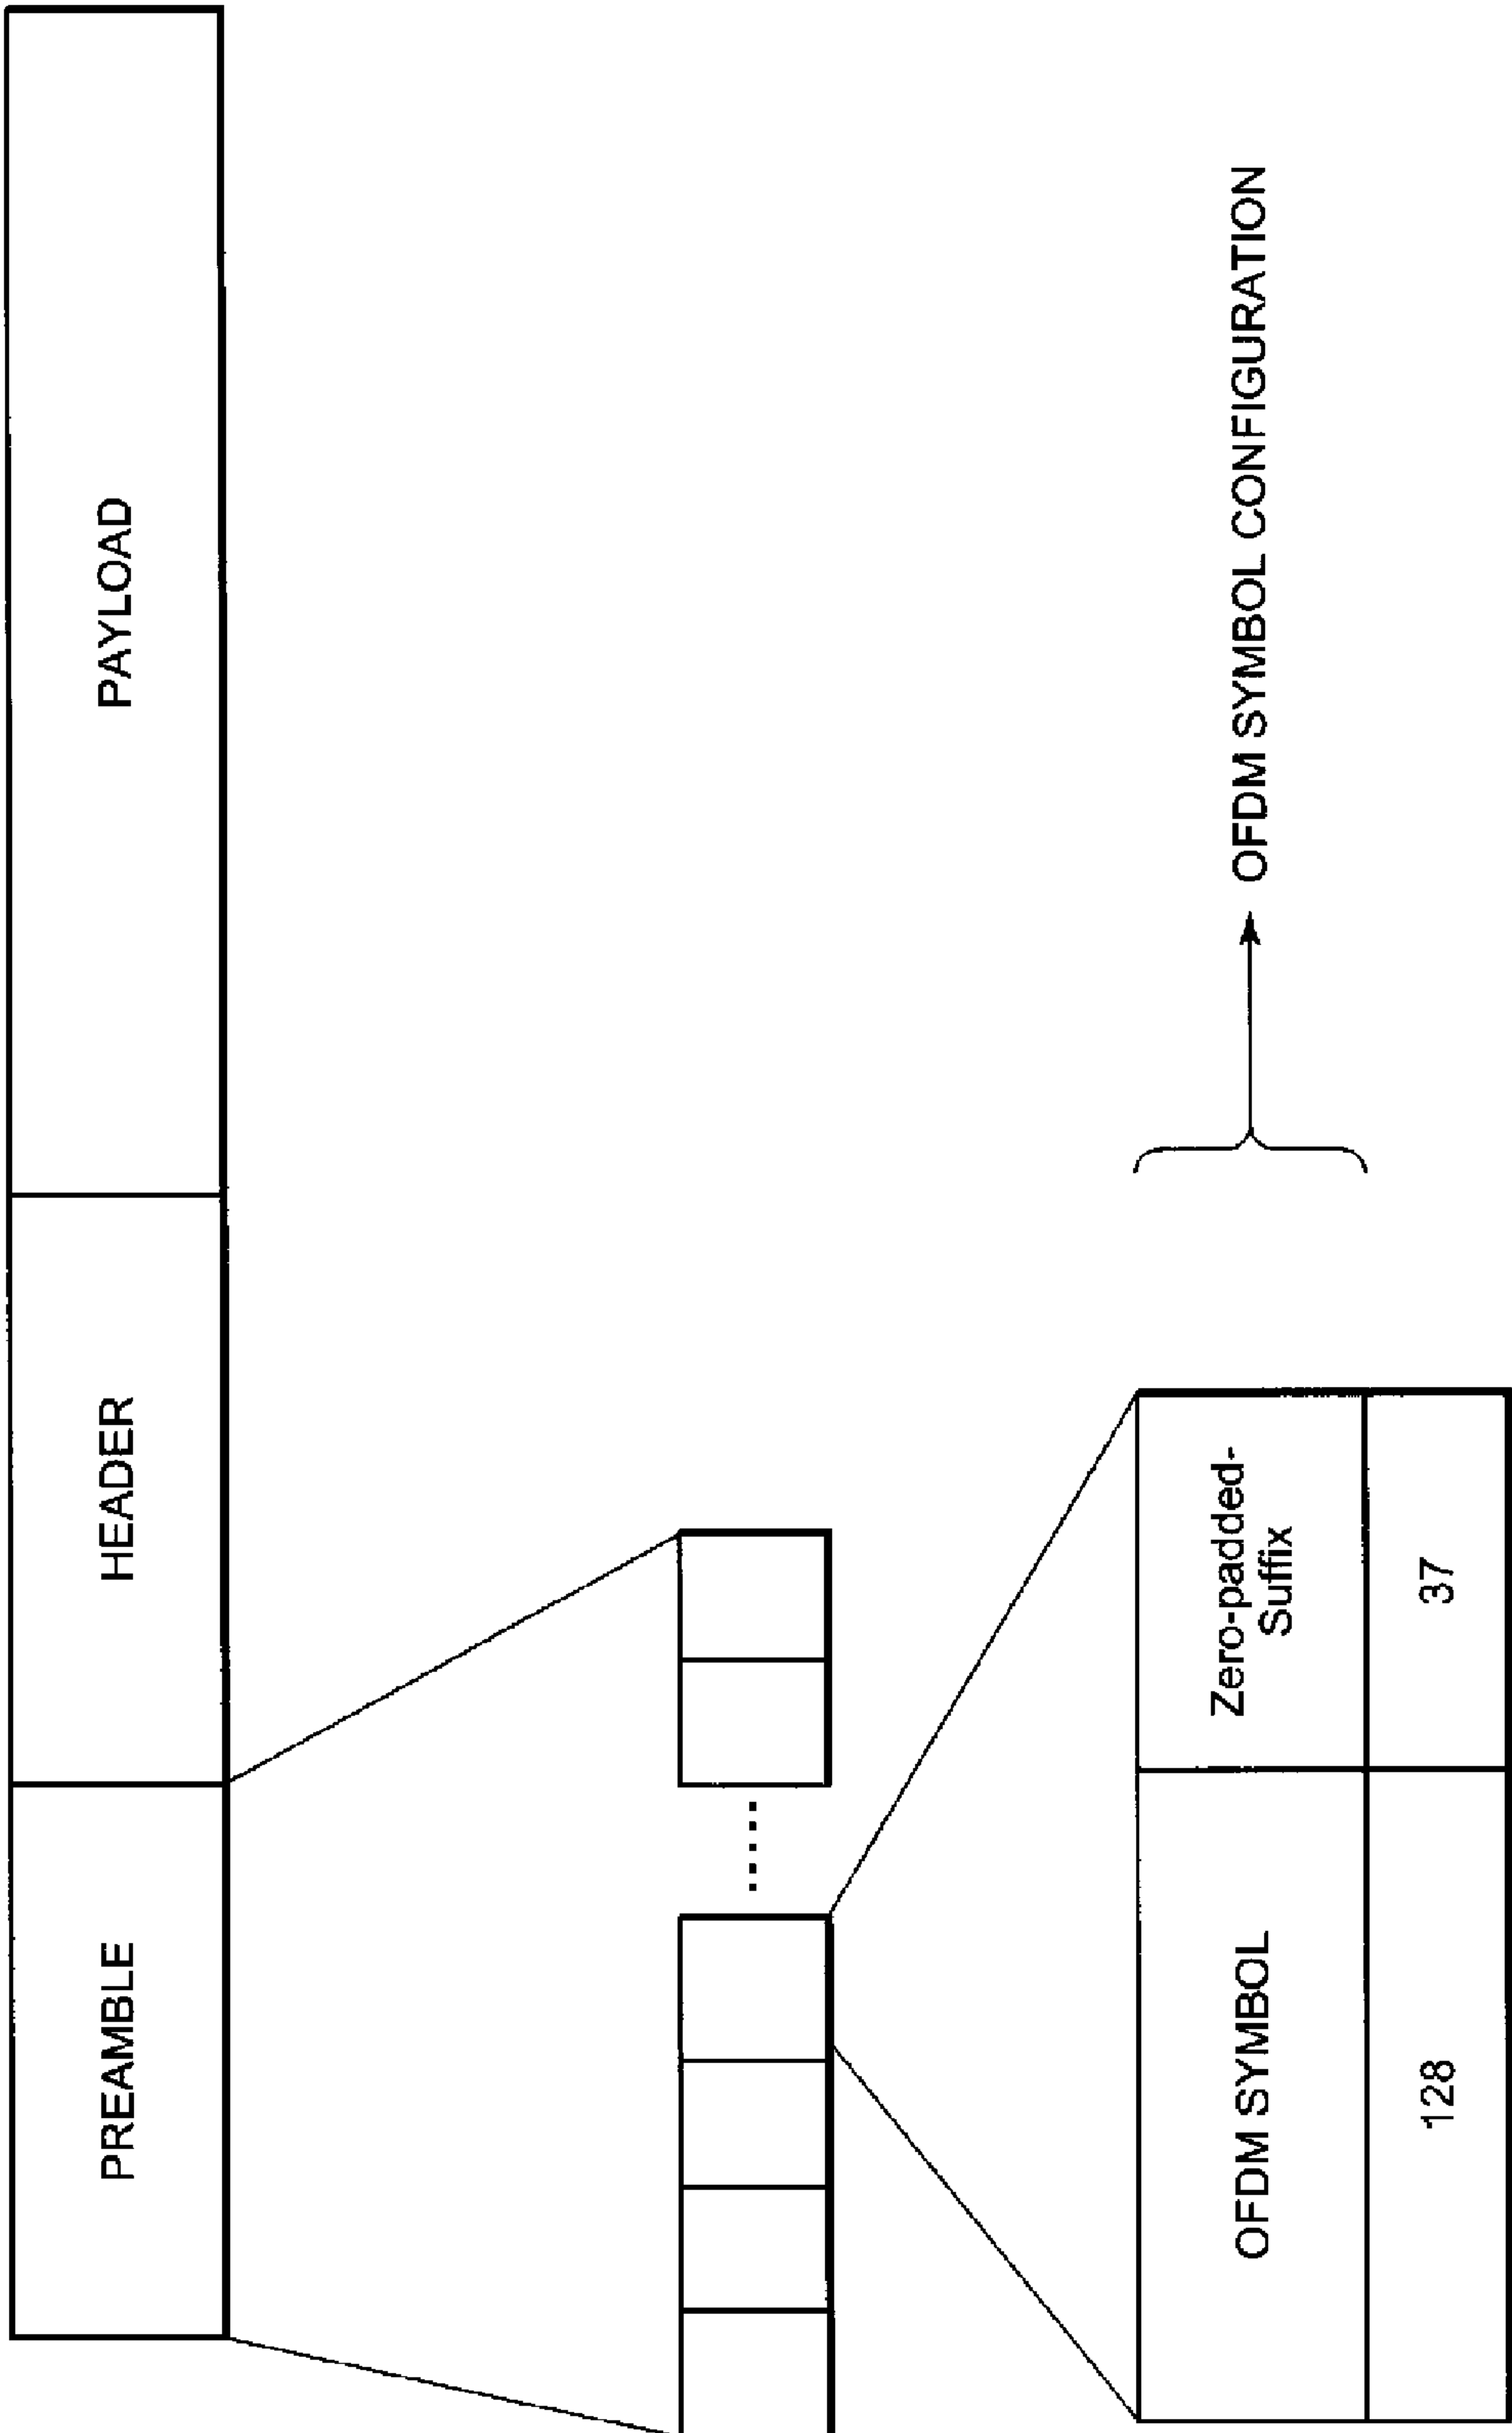 PREAMBLE
HEADER
PAYLOAD
OFDM SYMBOL
Zero-padded-
Suffix
OFDM SYMBOL CONFIGURATION
128
37